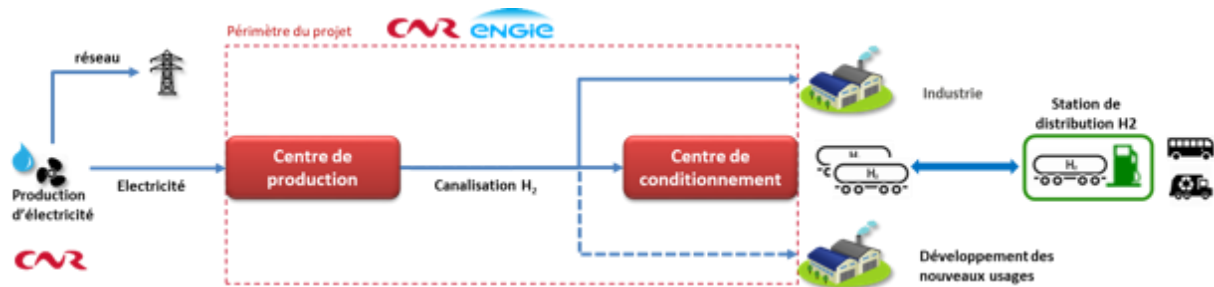 Périmètre du projet
CNR
ENGIE
réseau
Production
d'électricité
CNR
Electricité
Centre de
production
Canalisation H₂
Centre de
conditionnement
Industrie
H₂
Station de
distribution H2
H₂
Développement des
nouveaux usages